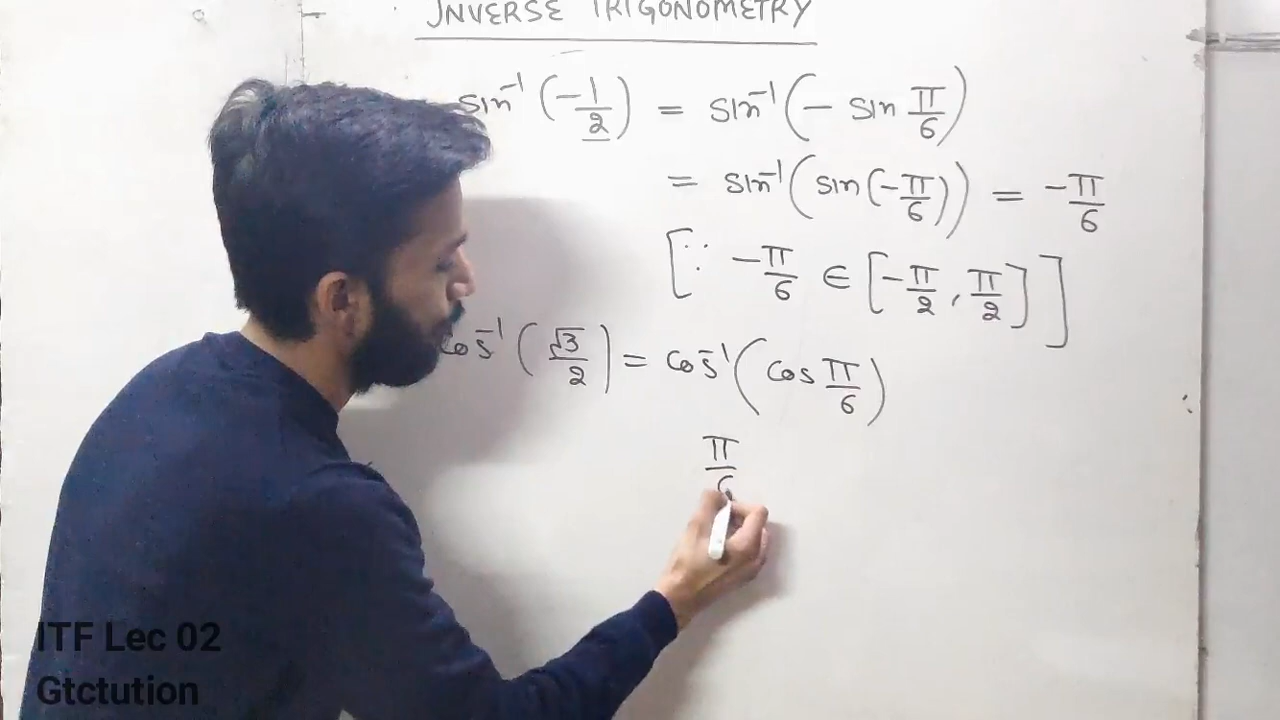 INVERSE TRIGONOMETRY
sin⁻¹(-1/2) = sin⁻¹(- sin π/6)
= sin⁻¹(sin(-π/6)) = -π/6
[∵ -π/6 ∈ [-π/2, π/2]]
cos⁻¹(√3/2) = cos⁻¹(cos π/6)
π/6
ITF Lec 02
Gtctution